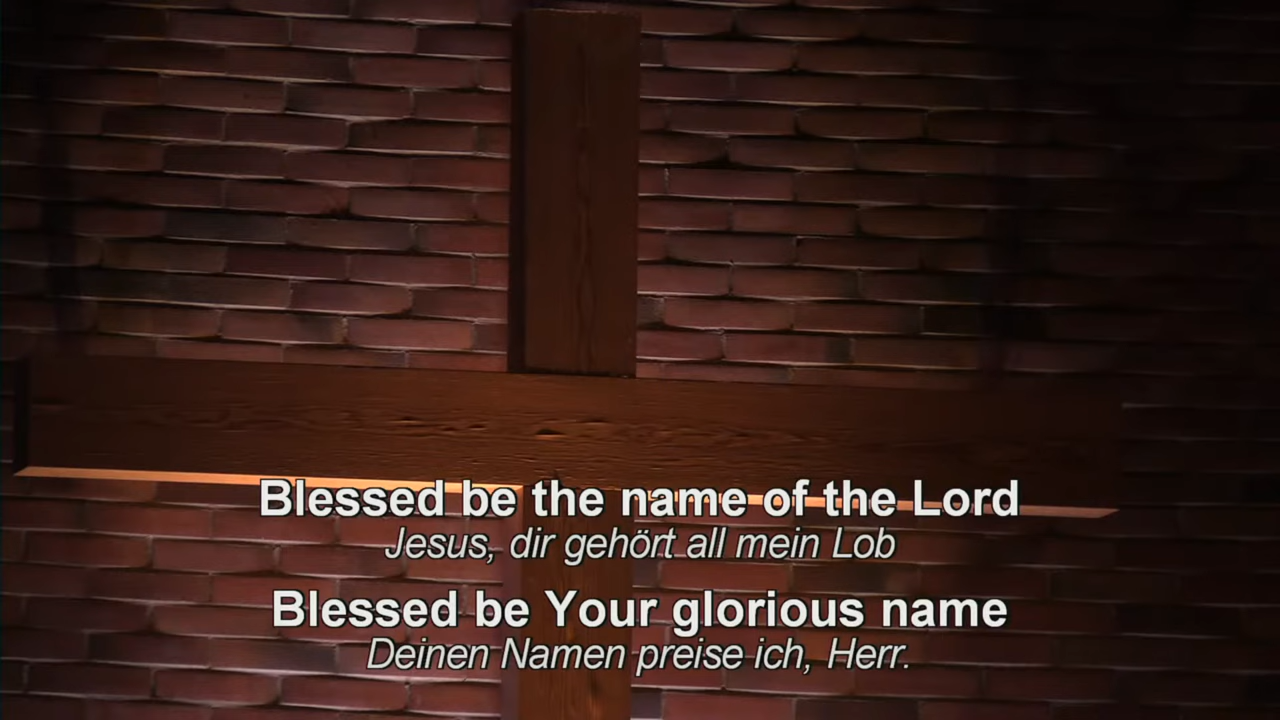 Blessed be the name of the Lord
Jesus, dir gehört all mein Lob
Blessed be Your glorious name
Deinen Namen preise ich, Herr.